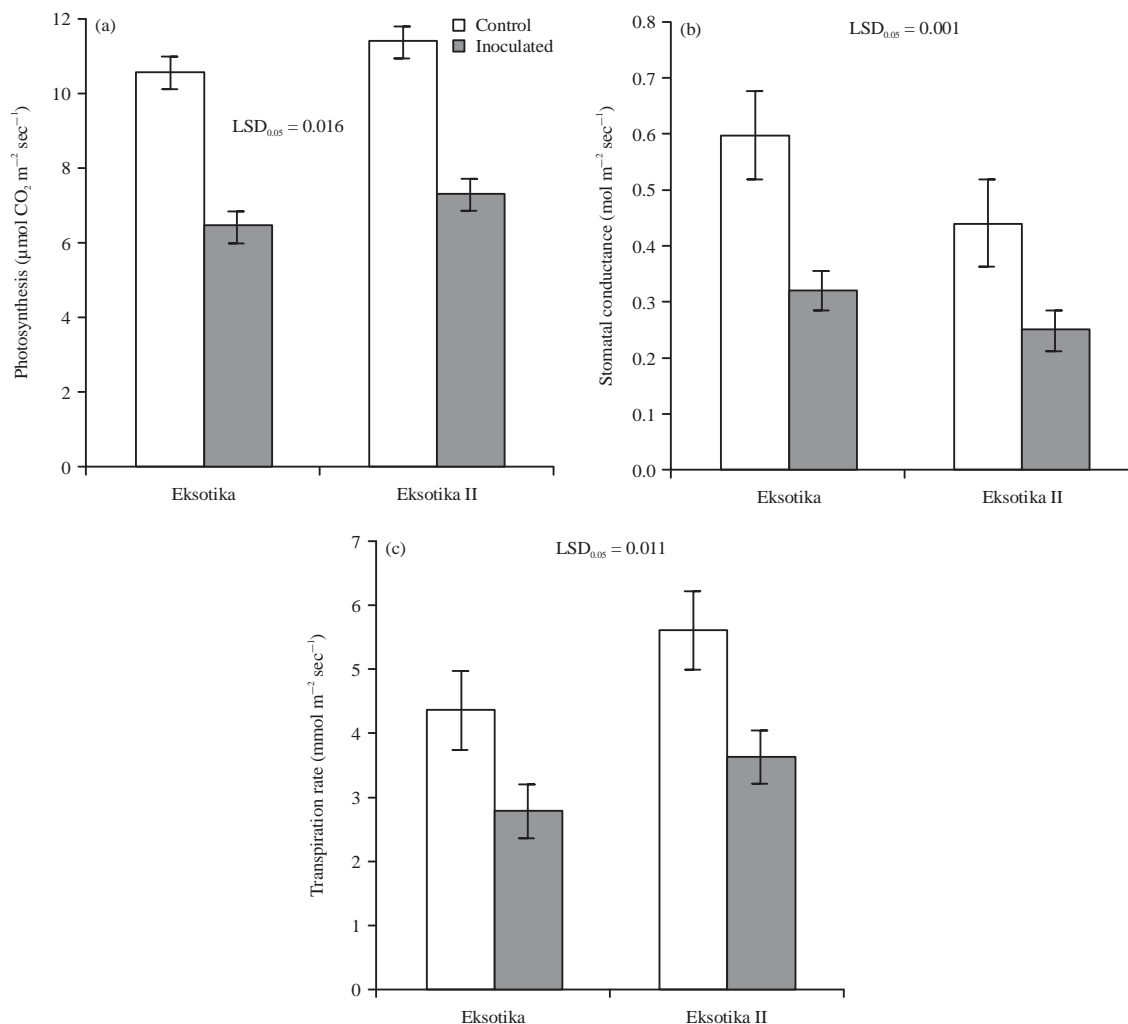 (a)
Control
Inoculated
LSD0.05 = 0.016
Photosynthesis (µmol CO2 m−2 sec−1)
12
10
8
6
4
2
0
Eksotika
Eksotika II
(b)
LSD0.05 = 0.001
Stomatal conductance (mol m−2 sec−1)
0.8
0.7
0.6
0.5
0.4
0.3
0.2
0.1
0.0
Eksotika
Eksotika II
(c)
LSD0.05 = 0.011
Transpiration rate (mmol m−2 sec−1)
7
6
5
4
3
2
1
0
Eksotika
Eksotika II